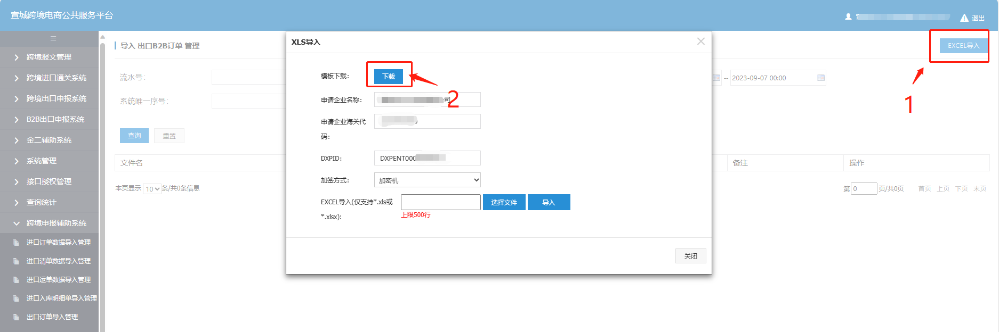 宣城跨境电商公共服务平台
退出
跨境报文管理
跨境进口通关系统
跨境出口申报系统
B2B出口申报系统
金二辅助系统
系统管理
接口授权管理
查询统计
跨境申报辅助系统
进口订单数据导入管理
进口清单数据导入管理
进口运单数据导入管理
进口入库明细单导入管理
出口订单导入管理
导入 出口B2B订单 管理
EXCEL导入
1
流水号:
-- 2023-09-07 00:00
系统唯一序号:
查询 重置
文件名 备注 操作
本页显示 10 条/共0条信息
第 0 页/共0页 首页 上页 下页 末页
XLS导入
模板下载: 下载
2
申请企业名称: 司
申请企业海关代
码:
DXPID: DXPENT000
加签方式: 加密机
EXCEL导入(仅支持*.xls或
*.xlsx):
选择文件 导入
上限500行
关闭